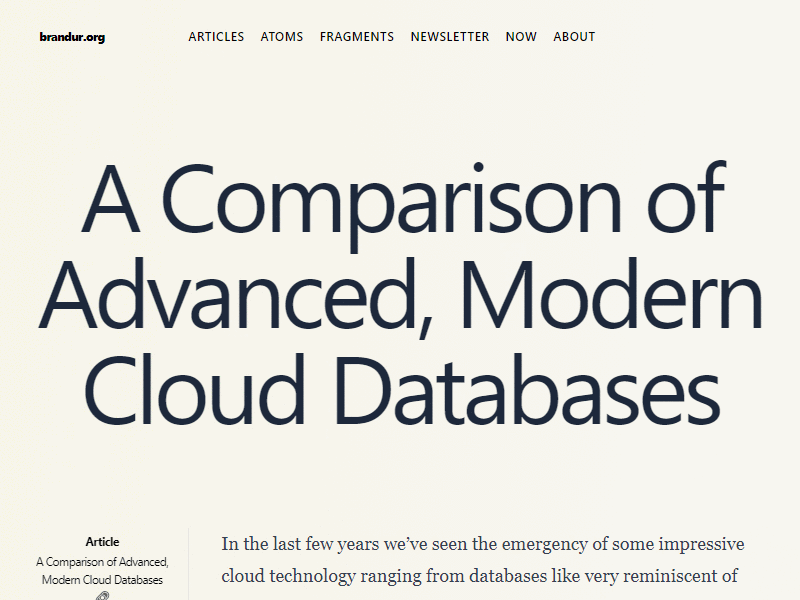 brandur.org
ARTICLES ATOMS FRAGMENTS NEWSLETTER NOW ABOUT
A Comparison of
Advanced, Modern
Cloud Databases
Article
A Comparison of Advanced,
Modern Cloud Databases
In the last few years we’ve seen the emergency of some impressive
cloud technology ranging from databases like very reminiscent of